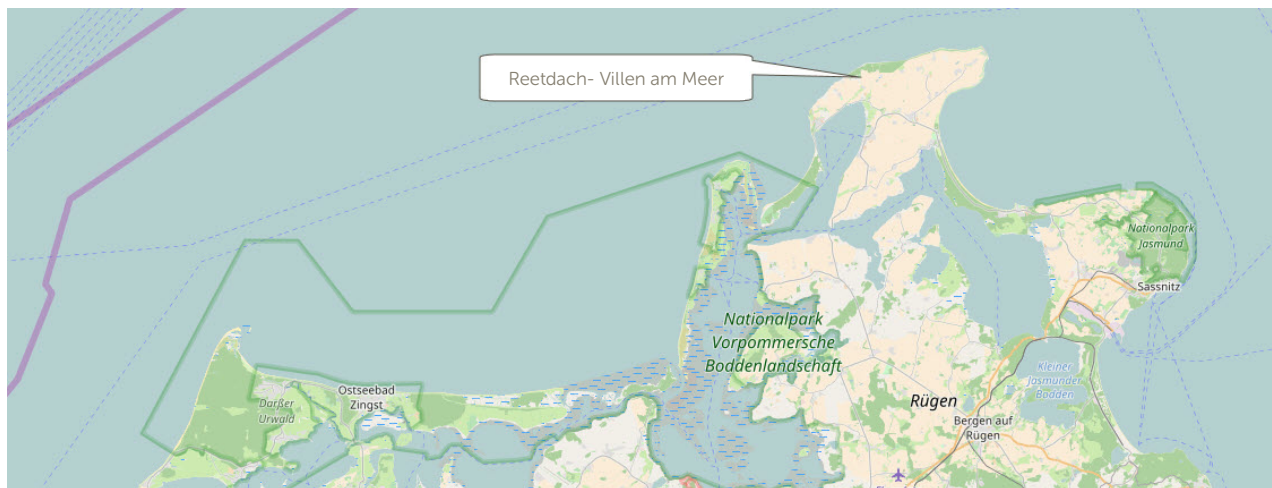 Reetdach- Villen am Meer
Nationalpark
Jasmund
Sassnitz
Nationalpark
Vorpommersche
Boddenlandschaft
Ostseebad
Zingst
Darßer
Urwald
Kleiner
Jasmunder
Bodden
Rügen
Bergen auf
Rügen